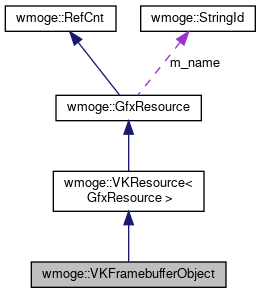 wmoge::RefCnt
wmoge::StringId
m_name
wmoge::GfxResource
wmoge::VKResource<
GfxResource >
wmoge::VKFramebufferObject